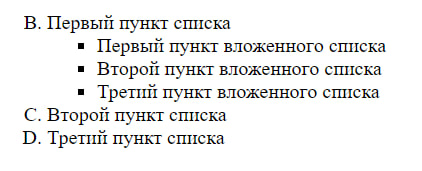 B. Первый пункт списка
▪ Первый пункт вложенного списка
▪ Второй пункт вложенного списка
▪ Третий пункт вложенного списка
C. Второй пункт списка
D. Третий пункт списка